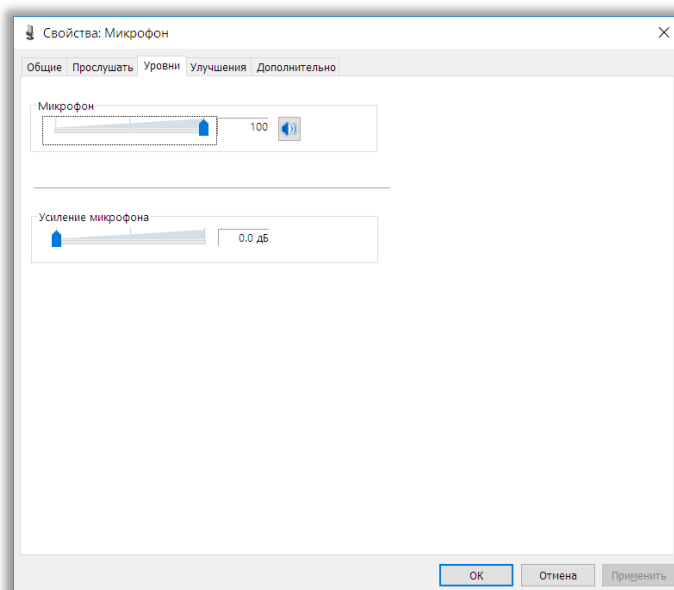 Свойства: Микрофон
Общие Прослушать Уровни Улучшения Дополнительно
Микрофон
100
Усиление микрофона
0.0 дБ
ОК Отмена Применить